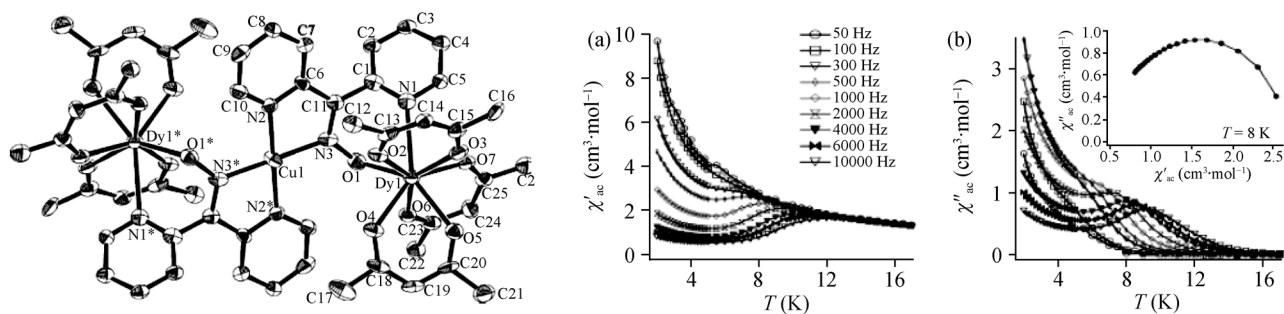 C8
C7
C9
C6
C10
N2
C2
C3
C4
C1
C5
N1
C11
C12
C13
C14
C15
C16
O2
O3
O7
N3
O1
Dy1
C25
C2
O6
C24
C23
C22
O4
O5
C20
C18
C19
C17
C21
Cu1
Dy1*
O1*
N3*
N2*
N1*
(a)
χ′ac (cm³·mol⁻¹)
10
8
6
4
2
0
50 Hz
100 Hz
300 Hz
500 Hz
1000 Hz
2000 Hz
4000 Hz
6000 Hz
10000 Hz
4 8 12 16
T (K)
(b)
χ″ac (cm³·mol⁻¹)
3
2
1
0
4 8 12 16
T (K)
χ″ac (cm³·mol⁻¹)
1.0
0.8
0.6
0.4
0.2
0.0
T = 8 K
0.5 1.0 1.5 2.0 2.5
χ′ac (cm³·mol⁻¹)